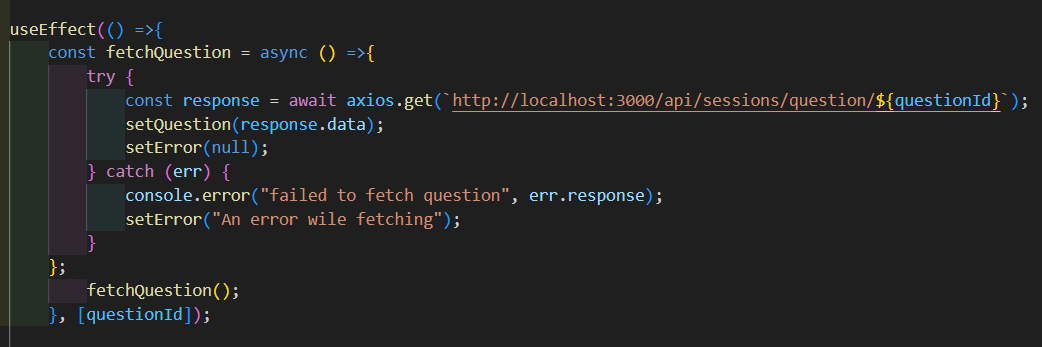 useEffect(() =>{
    const fetchQuestion = async () =>{
        try {
            const response = await axios.get(`http://localhost:3000/api/sessions/question/${questionId}`);
            setQuestion(response.data);
            setError(null);
        } catch (err) {
            console.error("failed to fetch question", err.response);
            setError("An error wile fetching");
        }
    };
        fetchQuestion();
    }, [questionId]);